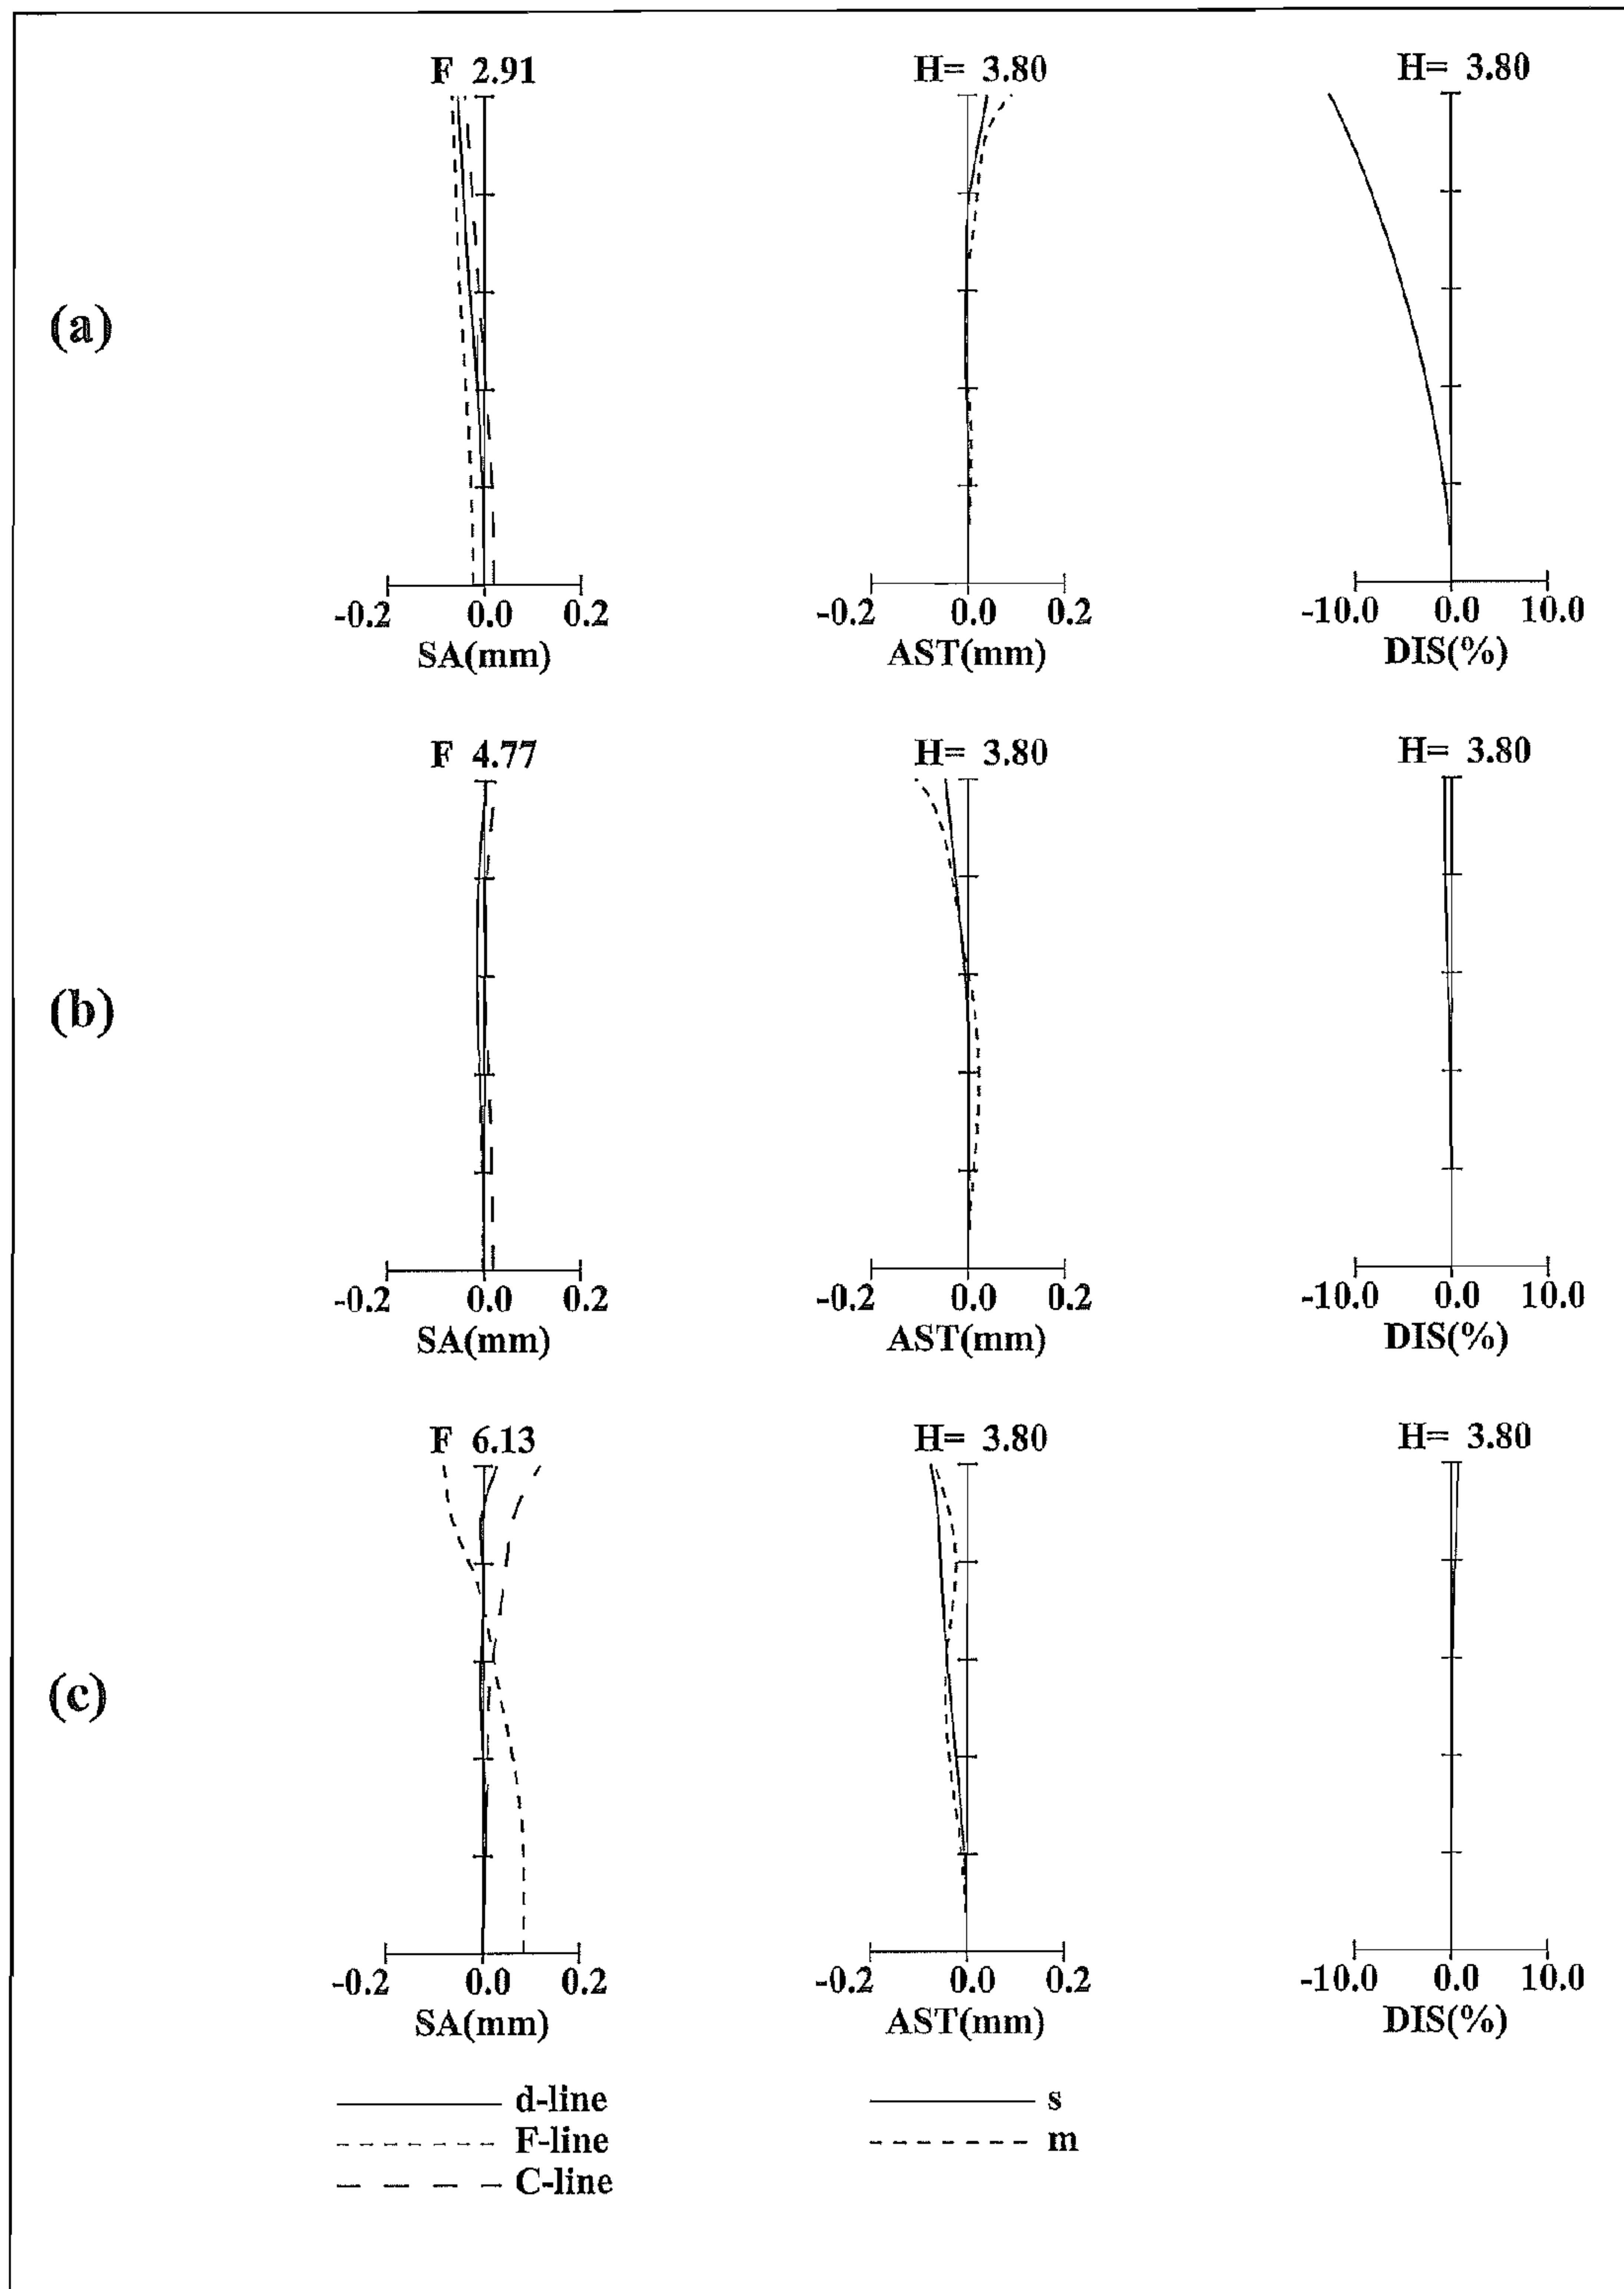 F 2.91 H= 3.80 H= 3.80
(a)
-0.2 0.0 0.2 -0.2 0.0 0.2 -10.0 0.0 10.0
SA(mm) AST(mm) DIS(%)
F 4.77 H= 3.80 H= 3.80
(b)
-0.2 0.0 0.2 -0.2 0.0 0.2 -10.0 0.0 10.0
SA(mm) AST(mm) DIS(%)
F 6.13 H= 3.80 H= 3.80
(c)
-0.2 0.0 0.2 -0.2 0.0 0.2 -10.0 0.0 10.0
SA(mm) AST(mm) DIS(%)
d-line s
F-line m
C-line